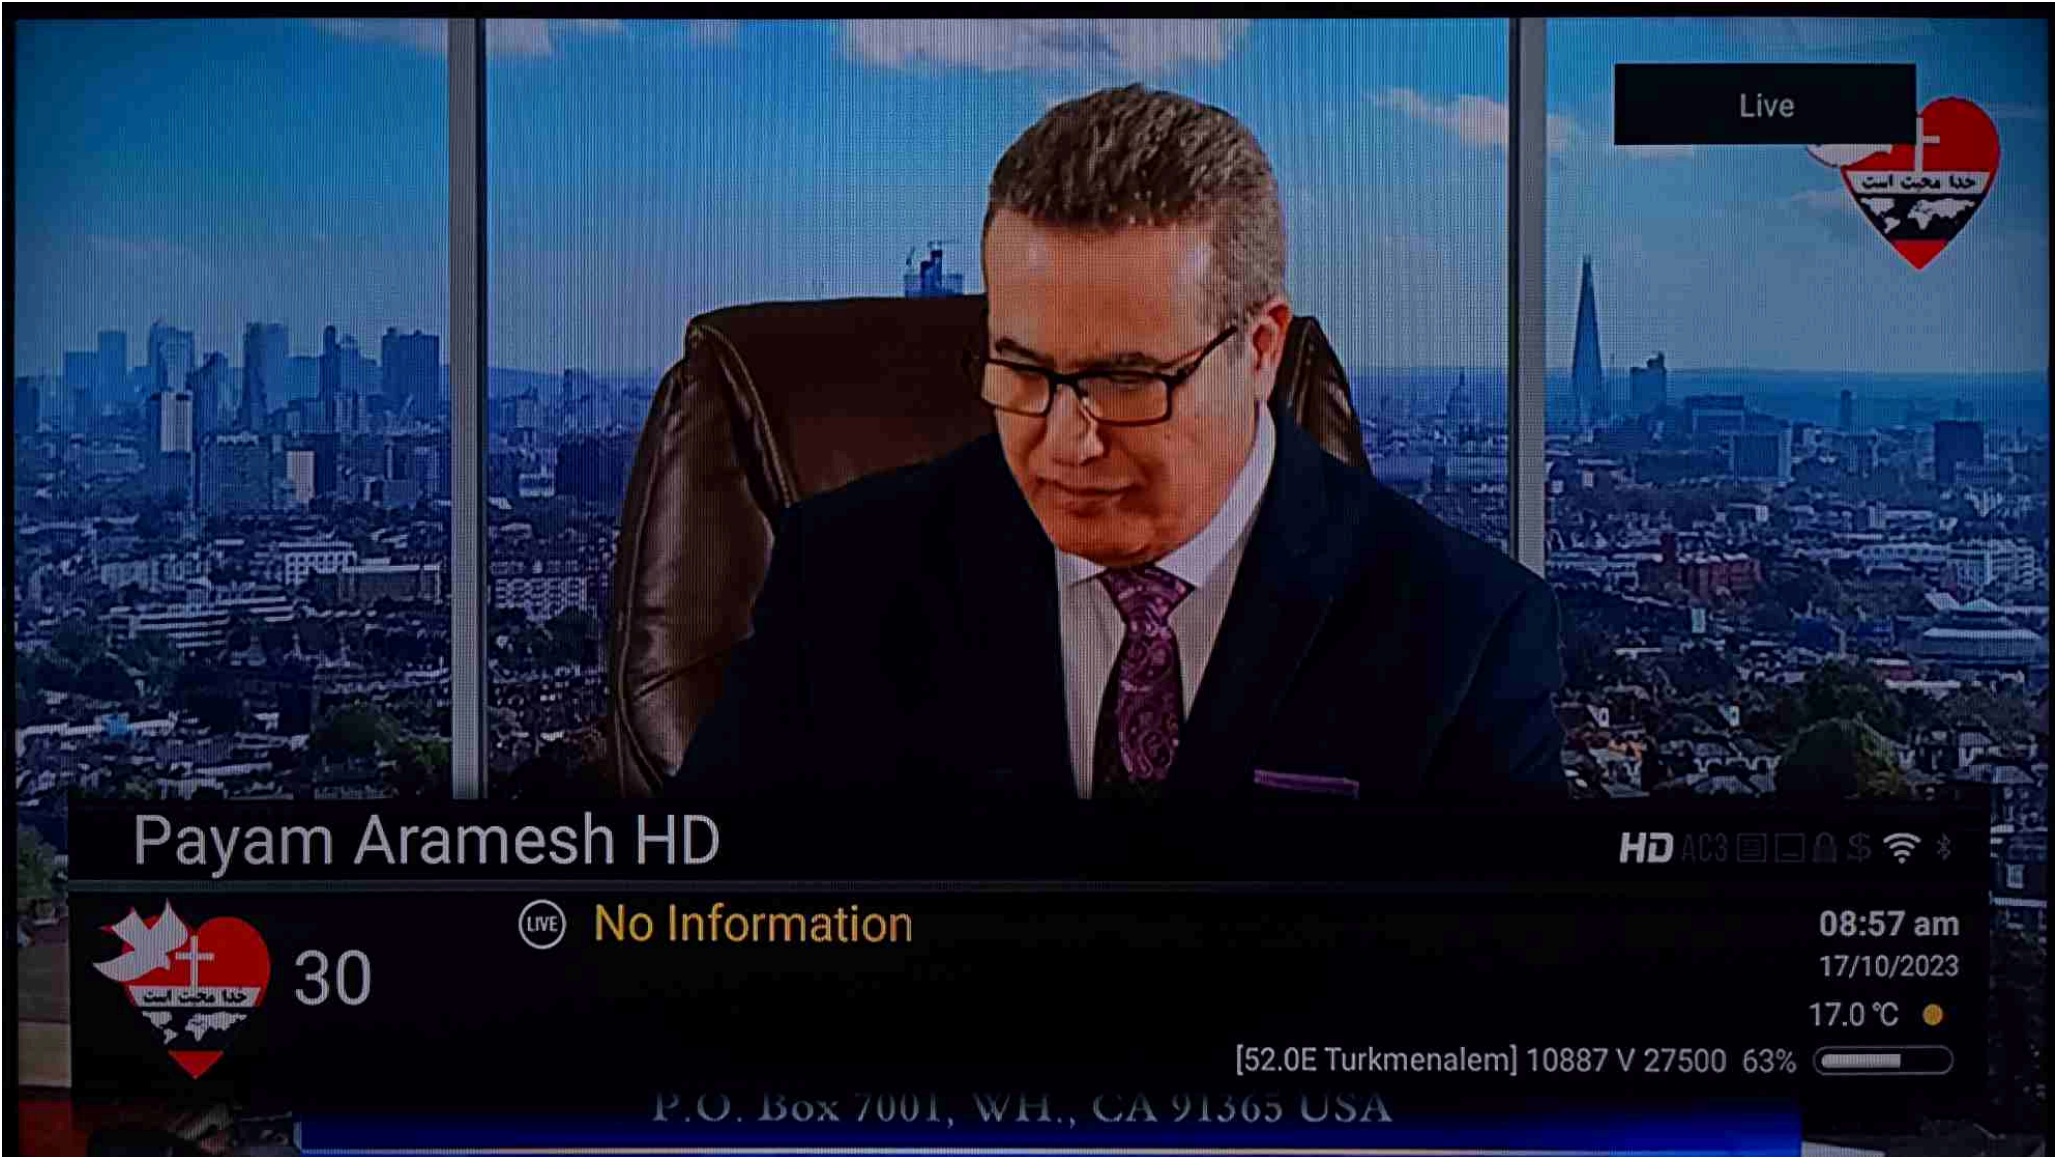 Live
خدا محبت است
Payam Aramesh HD
HD AC3 $
LIVE No Information
30
08:57 am
17/10/2023
17.0 °C
[52.0E Turkmenalem] 10887 V 27500 63%
P.O. Box 7001, WH., CA 91365 USA